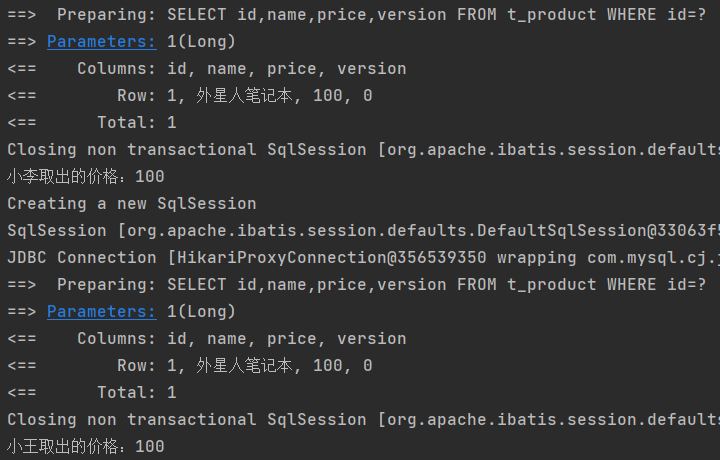 ==>  Preparing: SELECT id,name,price,version FROM t_product WHERE id=?
==> Parameters: 1(Long)
<==    Columns: id, name, price, version
<==        Row: 1, 外星人笔记本, 100, 0
<==      Total: 1
Closing non transactional SqlSession [org.apache.ibatis.session.defaults
小李取出的价格：100
Creating a new SqlSession
SqlSession [org.apache.ibatis.session.defaults.DefaultSqlSession@33063f5
JDBC Connection [HikariProxyConnection@356539350 wrapping com.mysql.cj.j
==>  Preparing: SELECT id,name,price,version FROM t_product WHERE id=?
==> Parameters: 1(Long)
<==    Columns: id, name, price, version
<==        Row: 1, 外星人笔记本, 100, 0
<==      Total: 1
Closing non transactional SqlSession [org.apache.ibatis.session.defaults
小王取出的价格：100